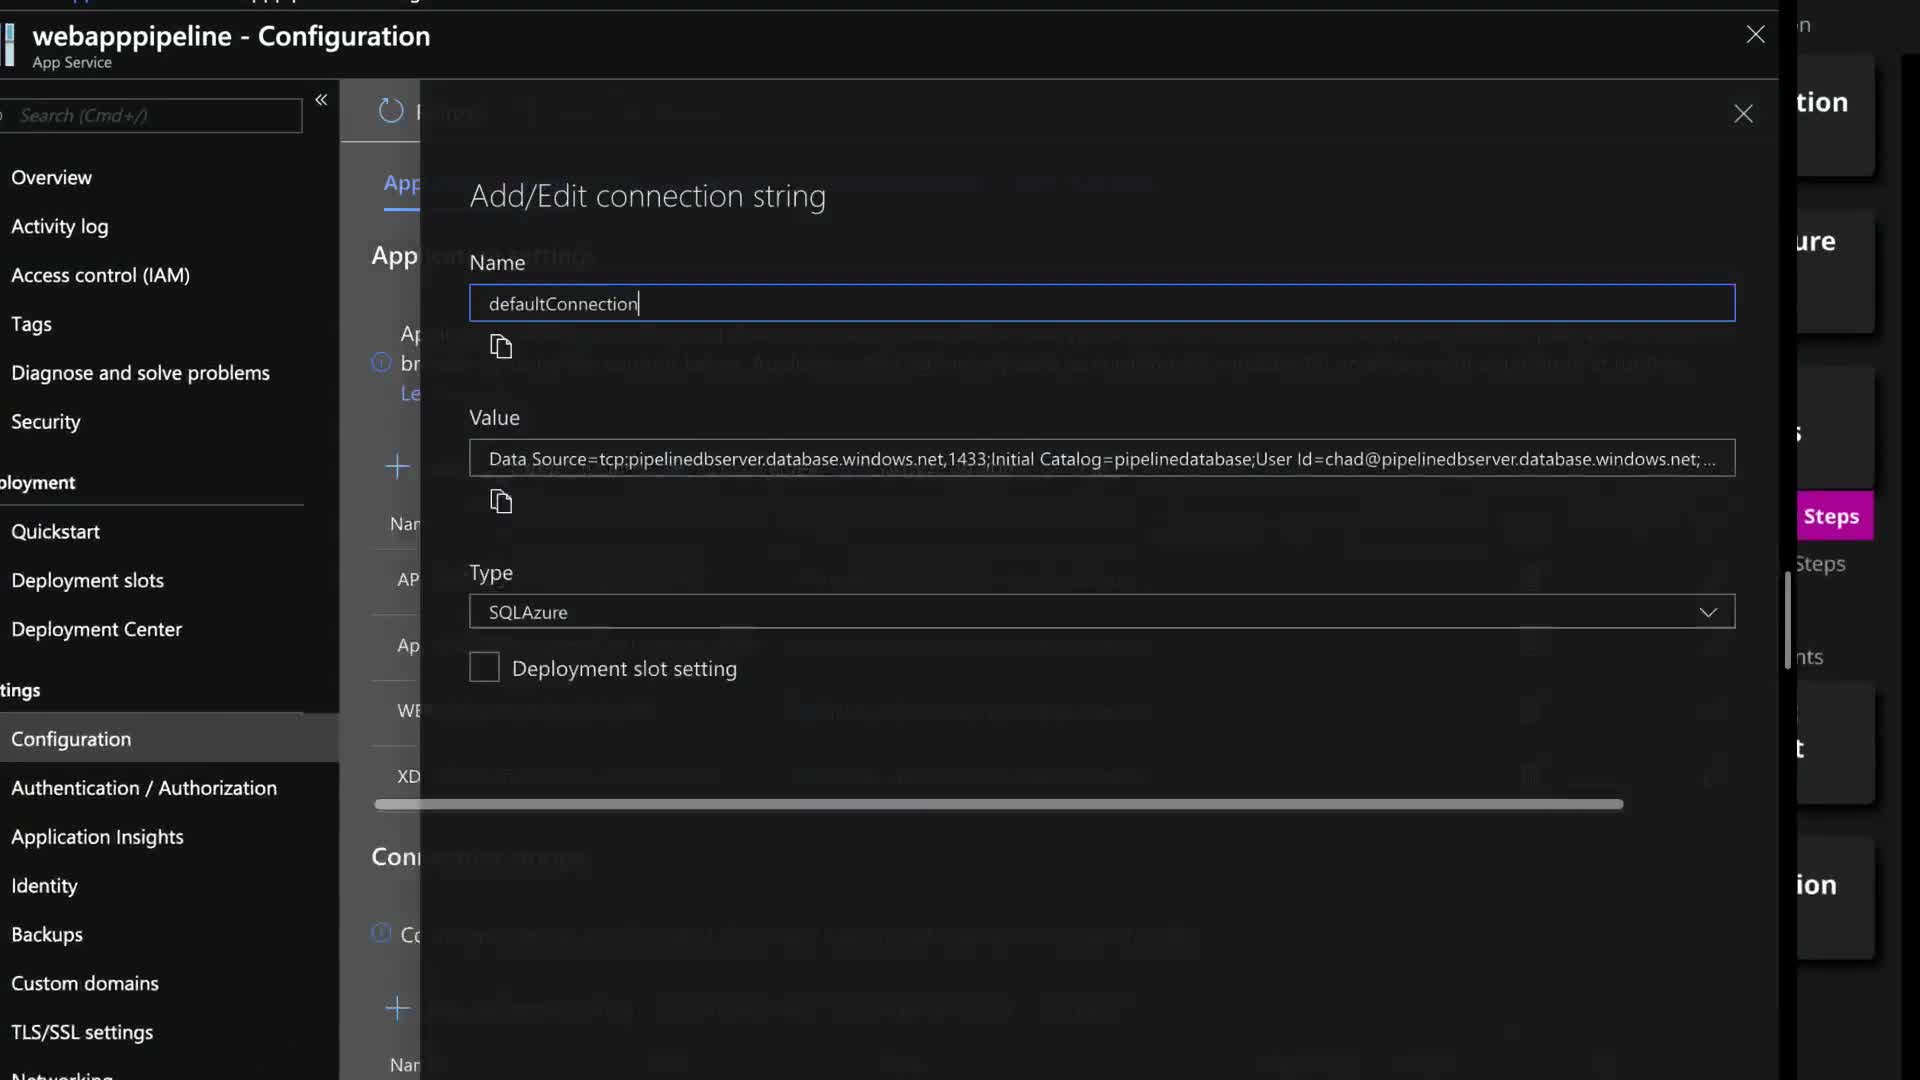 webapppipeline - Configuration
App Service
Search (Cmd+/)
Overview
Activity log
Access control (IAM)
Tags
Diagnose and solve problems
Security
ployment
Quickstart
Deployment slots
Deployment Center
tings
Configuration
Authentication / Authorization
Application Insights
Identity
Backups
Custom domains
TLS/SSL settings
Networking
App
Application settings
Ap
br
Le
Nar
AP
Ap
WE
XD
Con
Co
Nar
Add/Edit connection string
Name
defaultConnection
Value
Data Source=tcp:pipelinedbserver.database.windows.net,1433;Initial Catalog=pipelinedatabase;User Id=chad@pipelinedbserver.database.windows.net; ...
Type
SQLAzure
Deployment slot setting
n
tion
ure
s
Steps
Steps
nts
t
ion